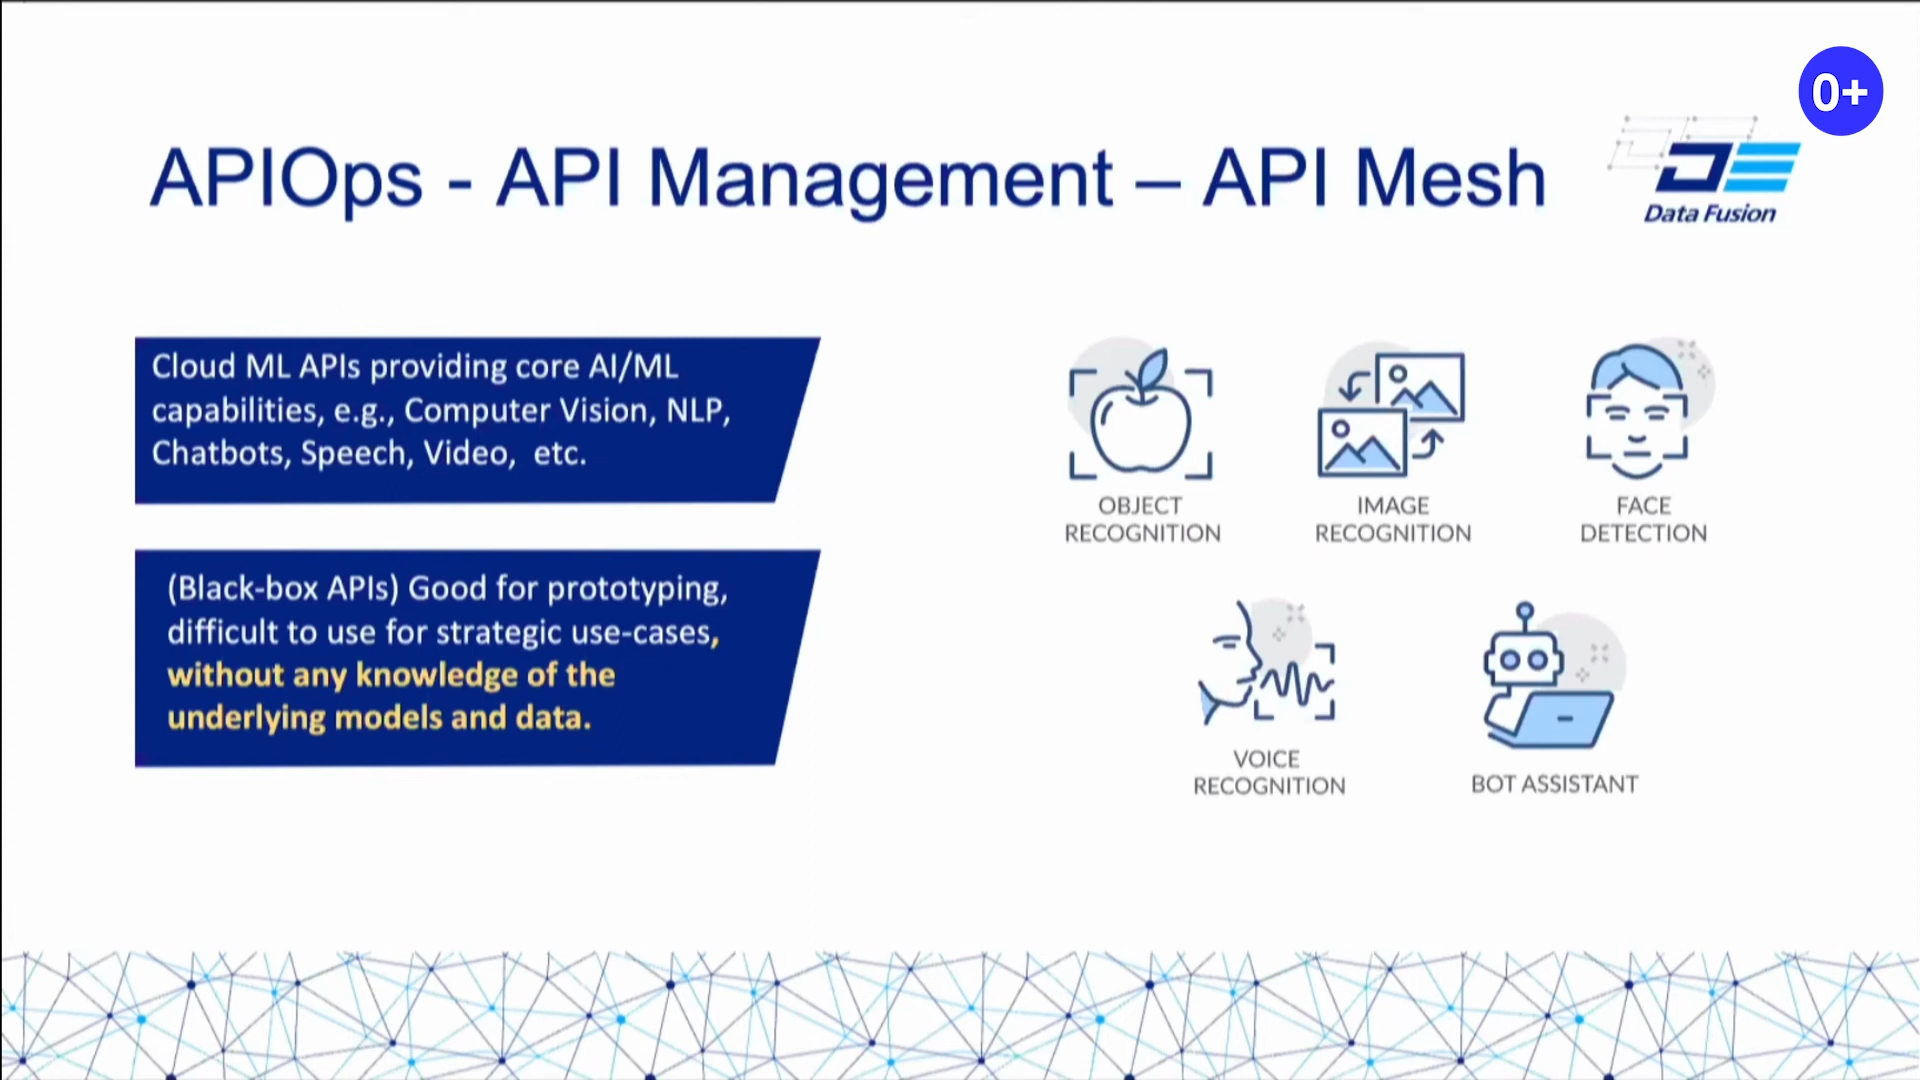 0+
APIOps - API Management – API Mesh
Data Fusion
Cloud ML APIs providing core AI/ML
capabilities, e.g., Computer Vision, NLP,
Chatbots, Speech, Video, etc.
(Black-box APIs) Good for prototyping,
difficult to use for strategic use-cases,
without any knowledge of the
underlying models and data.
OBJECT
RECOGNITION
IMAGE
RECOGNITION
FACE
DETECTION
VOICE
RECOGNITION
BOT ASSISTANT